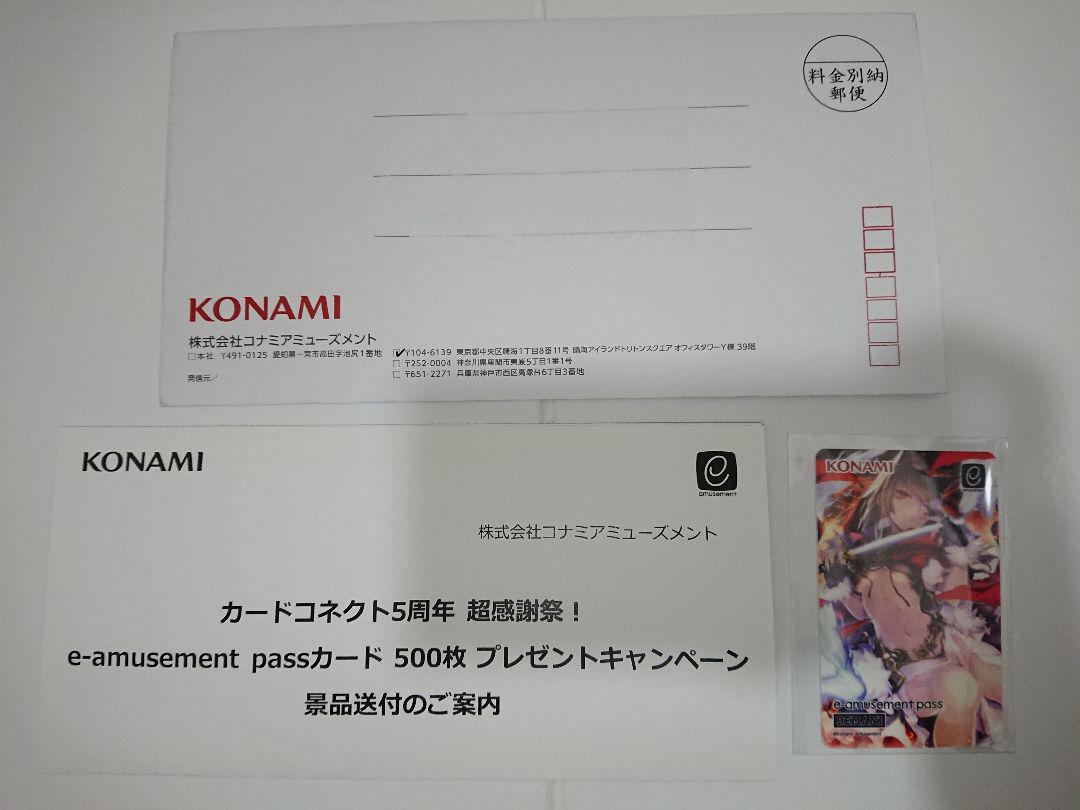 料金別納
郵便
KONAMI
株式会社コナミアミューズメント
□本社 〒491-0125 愛知県一宮市高田字池尻1番地
〒104-6139 東京都中央区晴海1丁目8番11号 晴海アイランドトリトンスクエア オフィスタワーY棟 39階
□〒252-0004 神奈川県座間市東原5丁目1番1号
□〒651-2271 兵庫県神戸市西区高塚台6丁目3番地
発信元/
KONAMI
e
amusement
株式会社コナミアミューズメント
カードコネクト5周年 超感謝祭！
e-amusement passカード 500枚 プレゼントキャンペーン
景品送付のご案内
KONAMI
e
e-amusement pass
BEMANI
©Konami Amusement